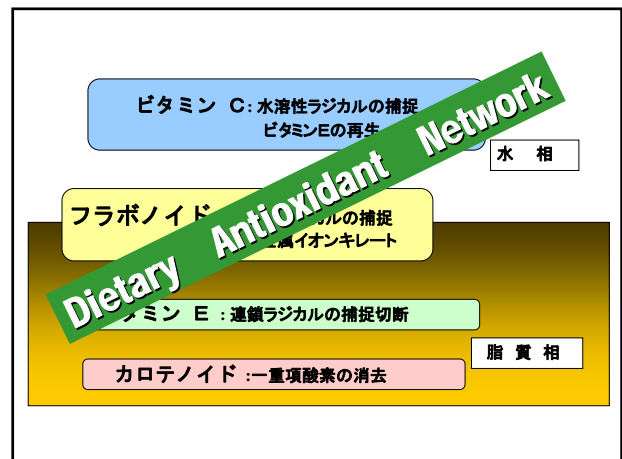 ビタミン C:水溶性ラジカルの捕捉
ビタミンEの再生
水 相
フラボノイド ルの捕捉
イオンキレート
Dietary Antioxidant Network
ミン E :連鎖ラジカルの捕捉切断
脂 質 相
カロテノイド:一重項酸素の消去